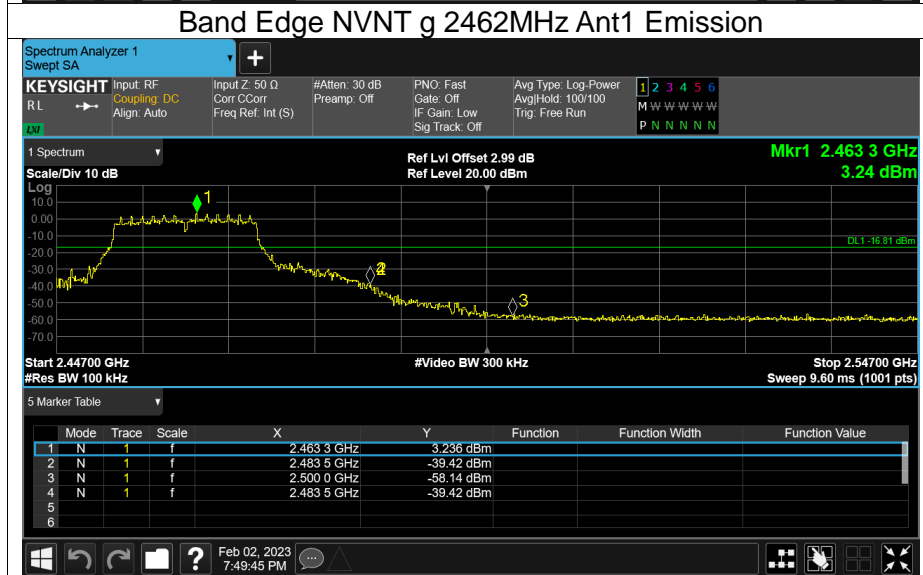 Band Edge NVNT g 2462MHz Ant1 Emission
Spectrum Analyzer 1
Swept SA
+
KEYSIGHT Input: RF Input Z: 50 Ω #Atten: 30 dB PNO: Fast Avg Type: Log-Power 1 2 3 4 5 6
RL Coupling: DC Corr CCorr Preamp: Off Gate: Off Avg|Hold: 100/100 M W W W W W
Align: Auto Freq Ref: Int (S) IF Gain: Low Trig: Free Run
LXI Sig Track: Off P N N N N N
1 Spectrum Ref Lvl Offset 2.99 dB Mkr1 2.463 3 GHz
Scale/Div 10 dB Ref Level 20.00 dBm 3.24 dBm
Log
10.0 1
0.00
-10.0 DL1 -16.81 dBm
-20.0
-30.0 2
-40.0
-50.0 3
-60.0
-70.0
Start 2.44700 GHz #Video BW 300 kHz Stop 2.54700 GHz
#Res BW 100 kHz Sweep 9.60 ms (1001 pts)
5 Marker Table
Mode Trace Scale X Y Function Function Width Function Value
1 N 1 f 2.463 3 GHz 3.236 dBm
2 N 1 f 2.483 5 GHz -39.42 dBm
3 N 1 f 2.500 0 GHz -58.14 dBm
4 N 1 f 2.483 5 GHz -39.42 dBm
5
6
? Feb 02, 2023
7:49:45 PM